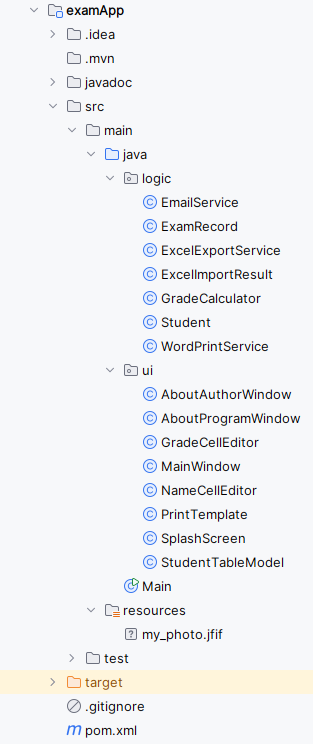 examApp
.idea
.mvn
javadoc
src
main
java
logic
EmailService
ExamRecord
ExcelExportService
ExcelImportResult
GradeCalculator
Student
WordPrintService
ui
AboutAuthorWindow
AboutProgramWindow
GradeCellEditor
MainWindow
NameCellEditor
PrintTemplate
SplashScreen
StudentTableModel
Main
resources
my_photo.jfif
test
target
.gitignore
pom.xml